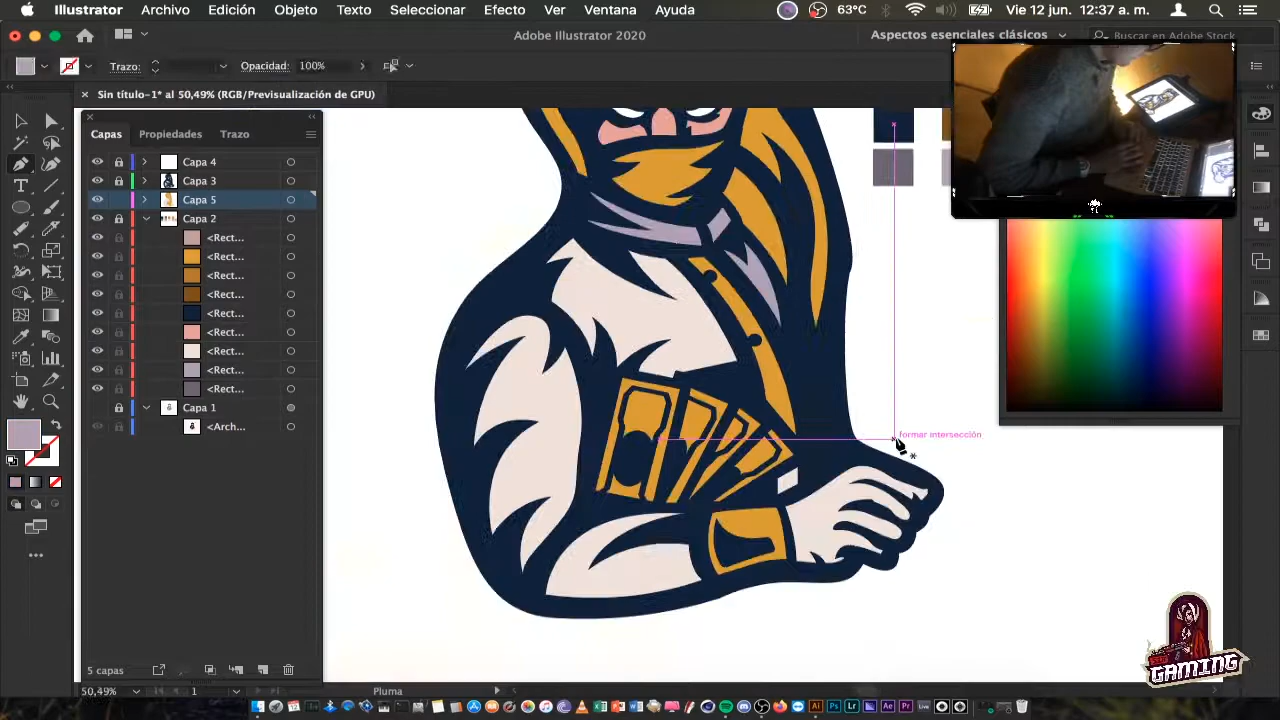 Illustrator Archivo Edición Objeto Texto Seleccionar Efecto Ver Ventana Ayuda 63°C Vie 12 jun. 12:37 a. m.
Adobe Illustrator 2020 Aspectos esenciales clásicos Buscar en Adobe Stock
Trazo: Opacidad: 100%
× Sin título-1* al 50,49% (RGB/Previsualización de GPU)
Capas Propiedades Trazo
Capa 4
Capa 3
Capa 5
Capa 2
<Rect...
<Rect...
<Rect...
<Rect...
<Rect...
<Rect...
<Rect...
<Rect...
<Rect...
Capa 1
<Arch...
formar intersección
5 capas
50,49% 1 Pluma
GAMING